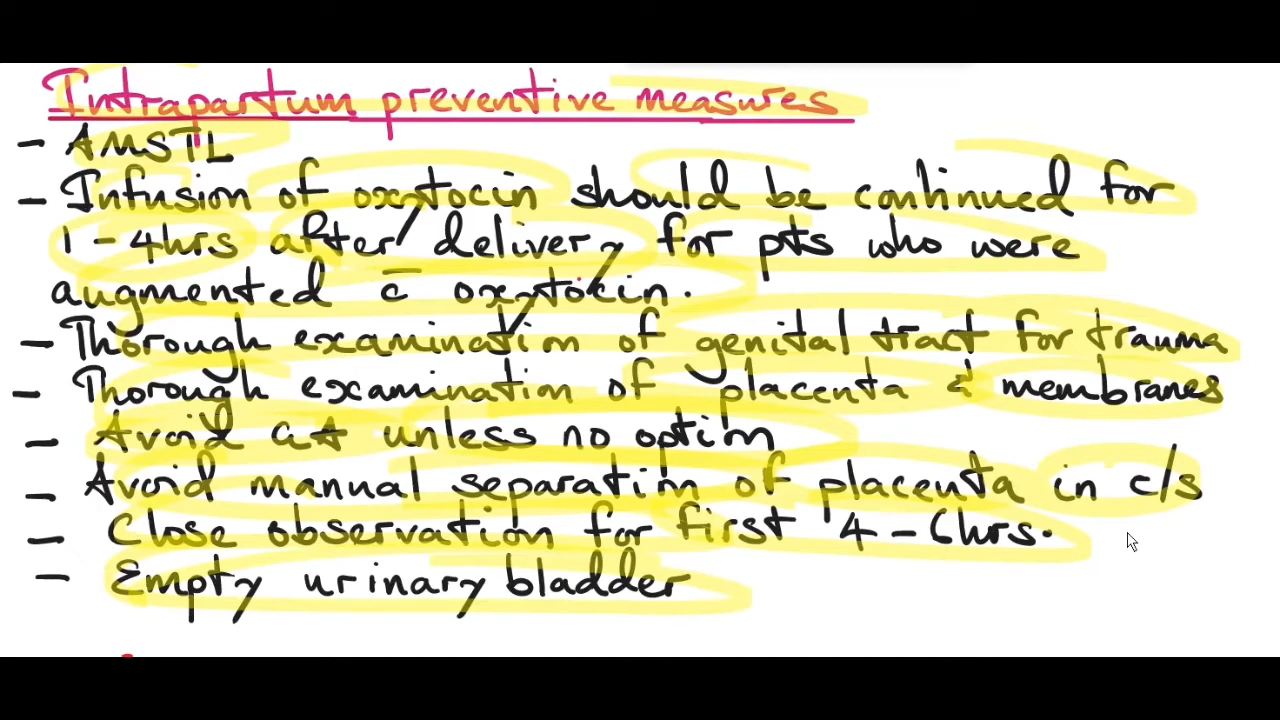 Intrapartum preventive measures
- AMSTL
- Infusion of oxytocin should be continued for
1 - 4hrs after delivery for pts who were
augmented c̄ oxytocin.
- Thorough examination of genital tract for trauma
- Thorough examination of placenta & membranes
- Avoid GA unless no option
- Avoid manual separation of placenta in c/s
- Close observation for first 4 - 6hrs.
- Empty urinary bladder